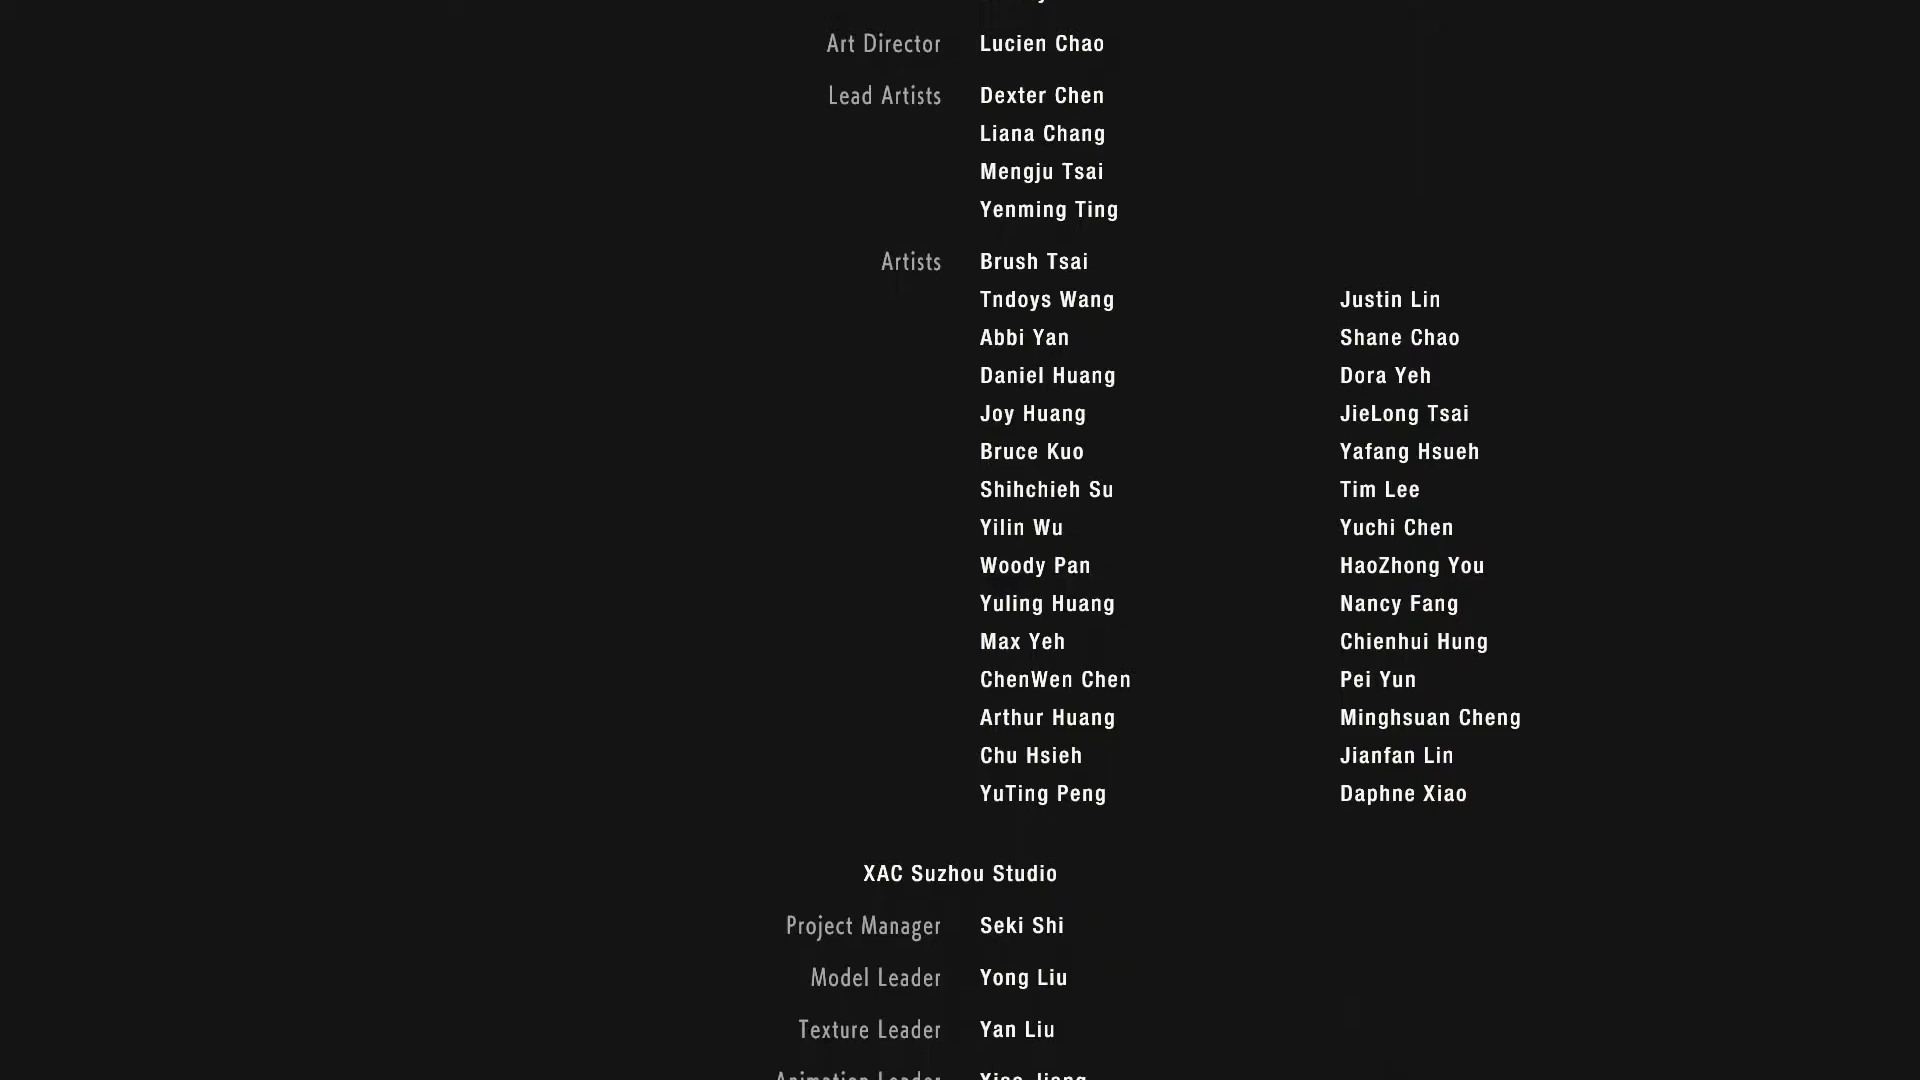 Art Director Lucien Chao
Lead Artists Dexter Chen
Liana Chang
Mengju Tsai
Yenming Ting
Artists Brush Tsai
Tndoys Wang Justin Lin
Abbi Yan Shane Chao
Daniel Huang Dora Yeh
Joy Huang JieLong Tsai
Bruce Kuo Yafang Hsueh
Shihchieh Su Tim Lee
Yilin Wu Yuchi Chen
Woody Pan HaoZhong You
Yuling Huang Nancy Fang
Max Yeh Chienhui Hung
ChenWen Chen Pei Yun
Arthur Huang Minghsuan Cheng
Chu Hsieh Jianfan Lin
YuTing Peng Daphne Xiao
XAC Suzhou Studio
Project Manager Seki Shi
Model Leader Yong Liu
Texture Leader Yan Liu
Animation Leader Xiao Jiang